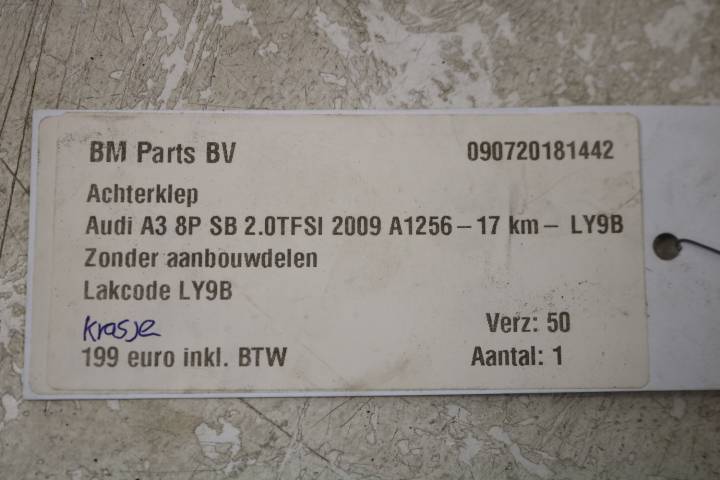 BM Parts BV 090720181442
Achterklep
Audi A3 8P SB 2.0TFSI 2009 A1256 – 17 km – LY9B
Zonder aanbouwdelen
Lakcode LY9B
krasje Verz: 50
199 euro inkl. BTW Aantal: 1